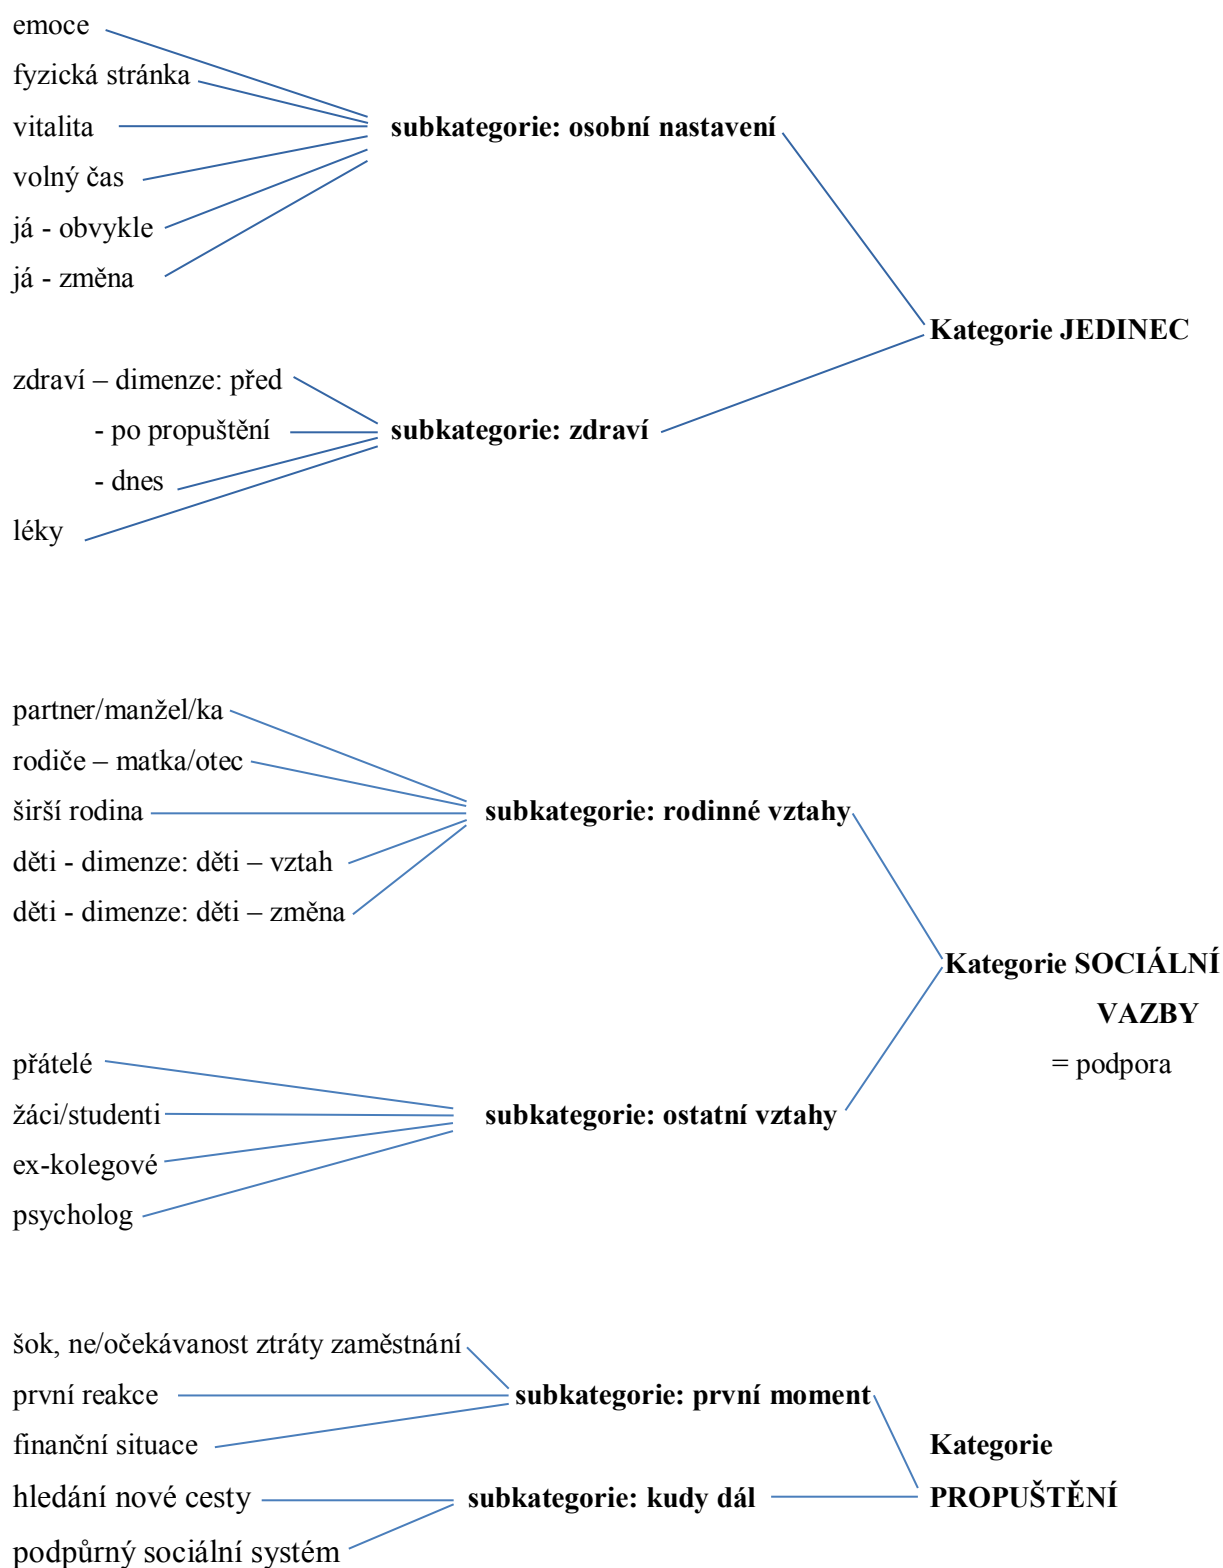 emoce
fyzická stránka
vitalita
subkategorie: osobní nastavení
volný čas
já - obvykle
já - změna
Kategorie JEDINEC
zdraví – dimenze: před
- po propuštění
subkategorie: zdraví
- dnes
léky
partner/manžel/ka
rodiče – matka/otec
širší rodina
subkategorie: rodinné vztahy
děti - dimenze: děti – vztah
děti - dimenze: děti – změna
Kategorie SOCIÁLNÍ
VAZBY
= podpora
přátelé
žáci/studenti
subkategorie: ostatní vztahy
ex-kolegové
psycholog
šok, ne/očekávanost ztráty zaměstnání
první reakce
subkategorie: první moment
finanční situace
Kategorie
hledání nové cesty
subkategorie: kudy dál
PROPUŠTĚNÍ
podpůrný sociální systém